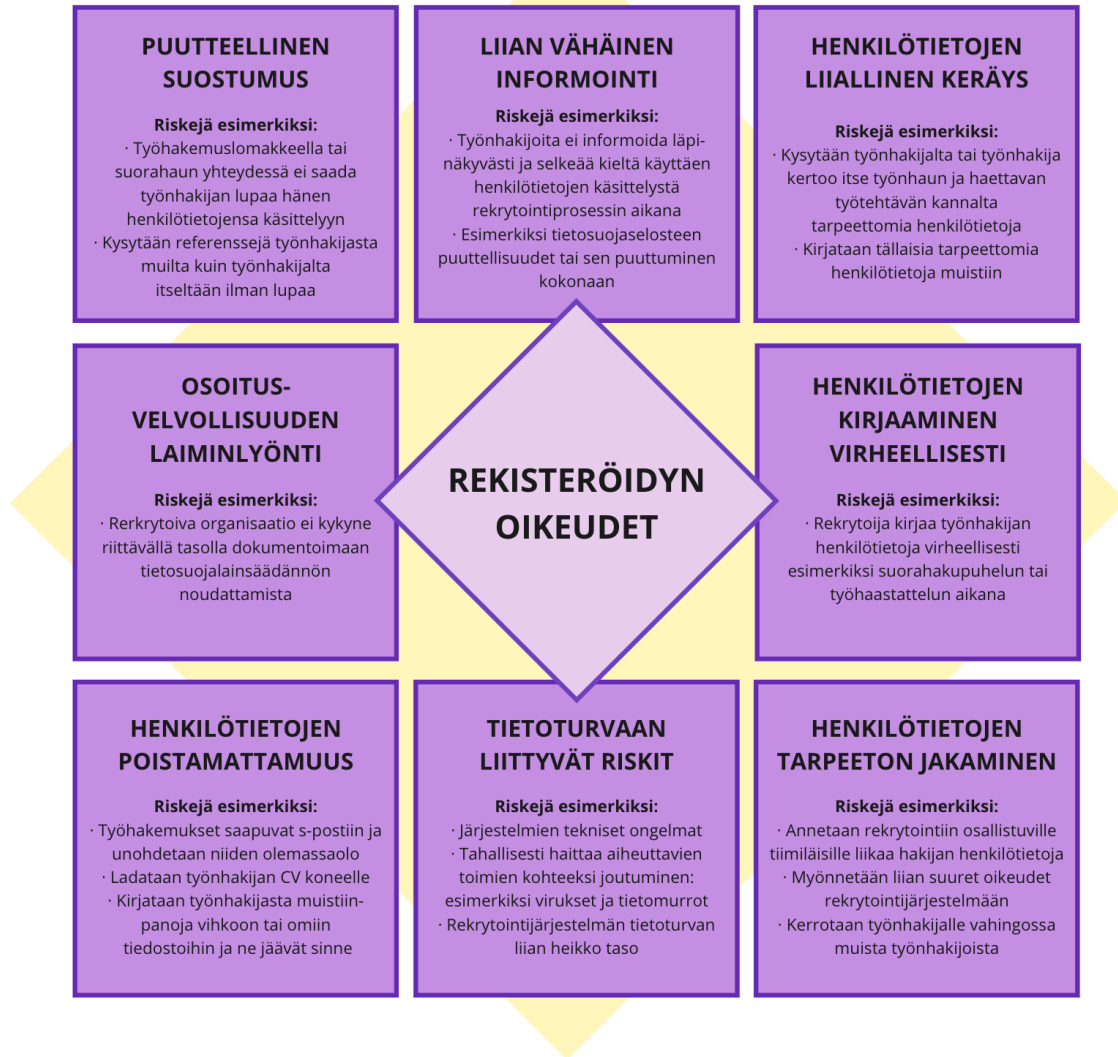 PUUTTEELLINEN
SUOSTUMUS
Riskejä esimerkiksi:
· Työhakemuslomakkeella tai
suorahaun yhteydessä ei saada
työnhakijan lupaa hänen
henkilötietojensa käsittelyyn
· Kysytään referenssejä työnhakijasta
muilta kuin työnhakijalta
itseltään ilman lupaa
LIIAN VÄHÄINEN
INFORMOINTI
Riskejä esimerkiksi:
· Työnhakijoita ei informoida läpi-
näkyvästi ja selkeää kieltä käyttäen
henkilötietojen käsittelystä
rekrytointiprosessin aikana
· Esimerkiksi tietosuojaselosteen
puuttellisuudet tai sen puuttuminen
kokonaan
HENKILÖTIETOJEN
LIIALLINEN KERÄYS
Riskejä esimerkiksi:
· Kysytään työnhakijalta tai työnhakija
kertoo itse työnhaun ja haettavan
työtehtävän kannalta
tarpeettomia henkilötietoja
· Kirjataan tällaisia tarpeettomia
henkilötietoja muistiin
OSOITUS-
VELVOLLISUUDEN
LAIMINLYÖNTI
Riskejä esimerkiksi:
· Rerkrytoiva organisaatio ei kykyne
riittävällä tasolla dokumentoimaan
tietosuojalainsäädännön
noudattamista
REKISTERÖIDYN
OIKEUDET
HENKILÖTIETOJEN
KIRJAAMINEN
VIRHEELLISESTI
Riskejä esimerkiksi:
· Rekrytoija kirjaa työnhakijan
henkilötietoja virheellisesti
esimerkiksi suorahakupuhelun tai
työhaastattelun aikana
HENKILÖTIETOJEN
POISTAMATTAMUUS
Riskejä esimerkiksi:
· Työhakemukset saapuvat s-postiin ja
unohdetaan niiden olemassaolo
· Ladataan työnhakijan CV koneelle
· Kirjataan työnhakijasta muistiin-
panoja vihkoon tai omiin
tiedostoihin ja ne jäävät sinne
TIETOTURVAAN
LIITTYVÄT RISKIT
Riskejä esimerkiksi:
· Järjestelmien tekniset ongelmat
· Tahallisesti haittaa aiheuttavien
toimien kohteeksi joutuminen:
esimerkiksi virukset ja tietomurrot
· Rekrytointijärjestelmän tietoturvan
liian heikko taso
HENKILÖTIETOJEN
TARPEETON JAKAMINEN
Riskejä esimerkiksi:
· Annetaan rekrytointiin osallistuville
tiimiläisille liikaa hakijan henkilötietoja
· Myönnetään liian suuret oikeudet
rekrytointijärjestelmään
· Kerrotaan työnhakijalle vahingossa
muista työnhakijoista